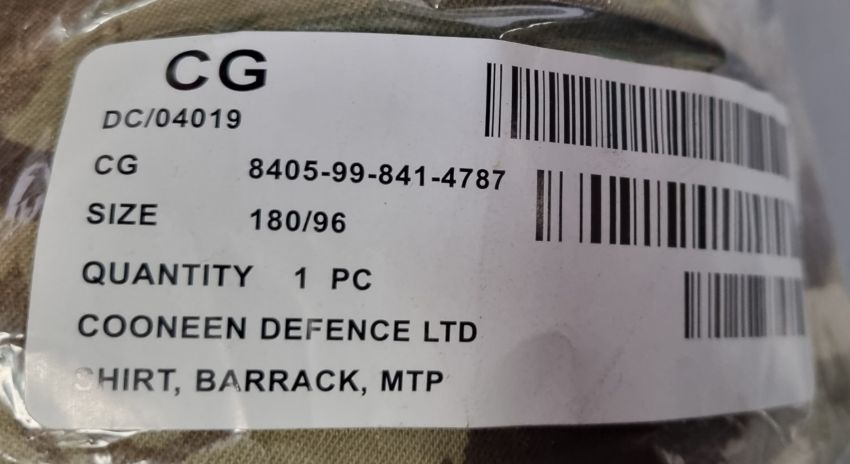 CG
DC/04019
CG 8405-99-841-4787
SIZE 180/96
QUANTITY 1 PC
COONEEN DEFENCE LTD
SHIRT, BARRACK, MTP